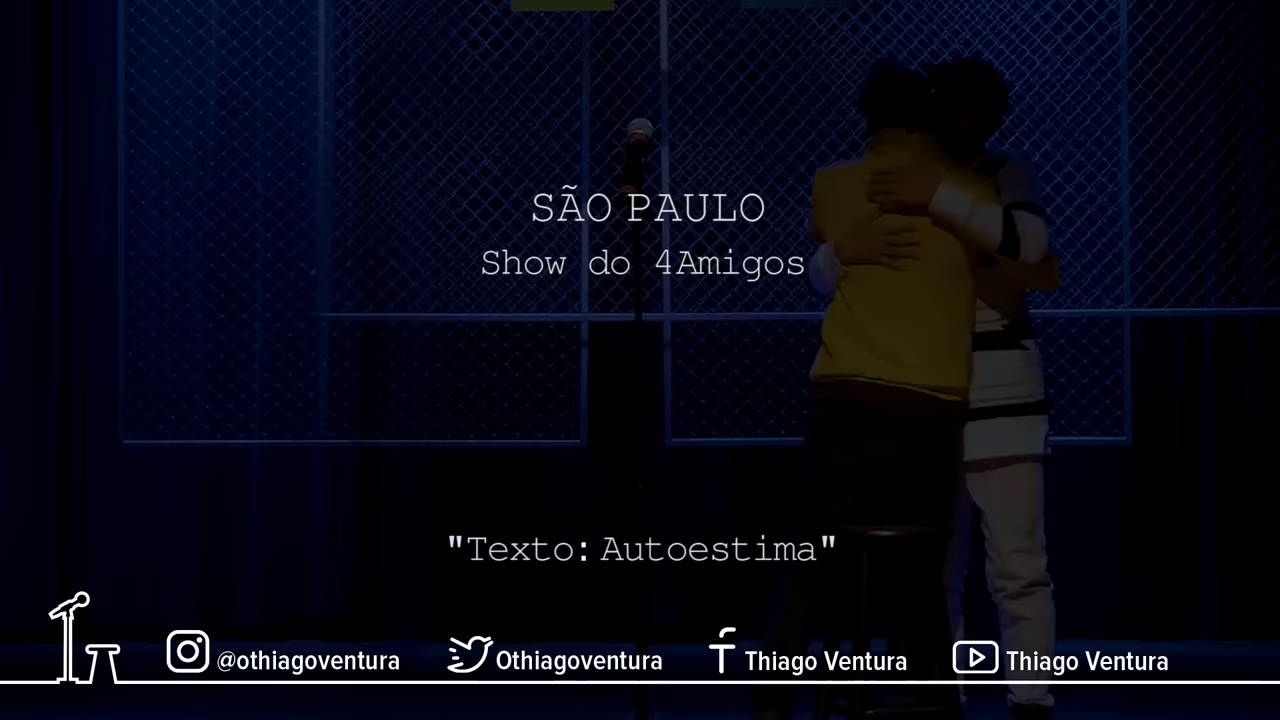 SÃO PAULO
Show do 4Amigos
"Texto: Autoestima"
@othiagoventura Othiagoventura Thiago Ventura Thiago Ventura